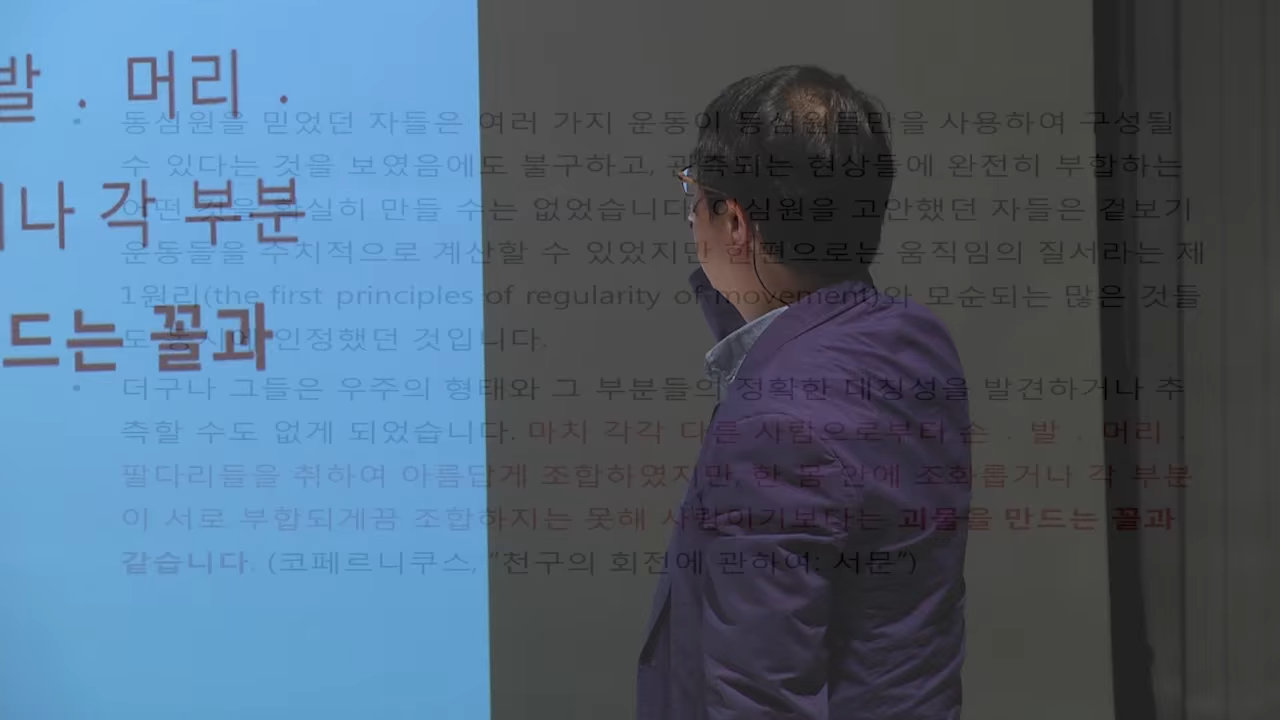 발 . 머리 .
나 각 부분
드는 꼴과
동심원을 믿었던 자들은 여러 가지 운동이 동심원들만을 사용하여 구성될
수 있다는 것을 보였음에도 불구하고, 관측되는 현상들에 완전히 부합하는
어떤 것을 확실히 만들 수는 없었습니다. 이심원을 고안했던 자들은 겉보기
운동들을 수치적으로 계산할 수 있었지만 한편으로는 움직임의 질서라는 제
1원리(the first principles of regularity of movement)와 모순되는 많은 것들
도 동시에 인정했던 것입니다.
더구나 그들은 우주의 형태와 그 부분들의 정확한 대칭성을 발견하거나 추
측할 수도 없게 되었습니다. 마치 각각 다른 사람으로부터 손 . 발 . 머리 .
팔다리들을 취하여 아름답게 조합하였지만, 한 몸 안에 조화롭거나 각 부분
이 서로 부합되게끔 조합하지는 못해 사람이기보다는 괴물을 만드는 꼴과
같습니다. (코페르니쿠스, “천구의 회전에 관하여: 서문”)